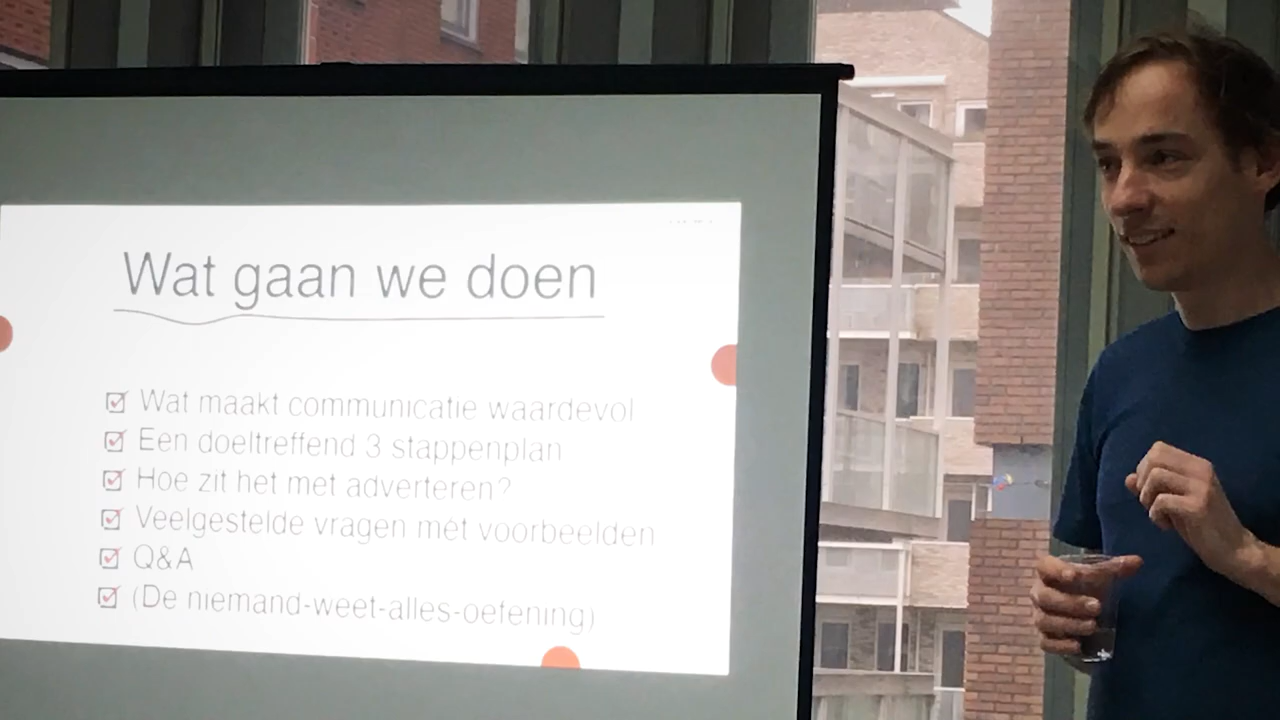 Wat gaan we doen
Wat maakt communicatie waardevol
Een doeltreffend 3 stappenplan
Hoe zit het met adverteren?
Veelgestelde vragen mét voorbeelden
Q&A
(De niemand-weet-alles-oefening)